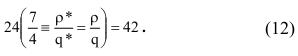 24(7/4 ≡ ρ*/q* = ρ/q) = 42 . (12)